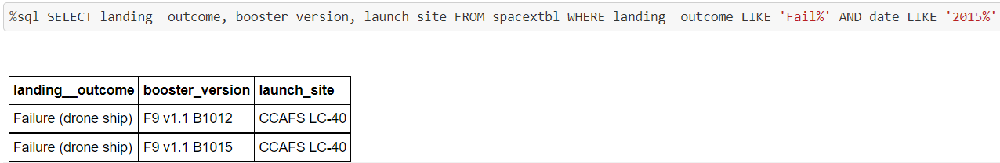 %sql SELECT landing__outcome, booster_version, launch_site FROM spacextbl WHERE landing__outcome LIKE 'Fail%' AND date LIKE '2015%'
landing__outcome booster_version launch_site
Failure (drone ship) F9 v1.1 B1012 CCAFS LC-40
Failure (drone ship) F9 v1.1 B1015 CCAFS LC-40